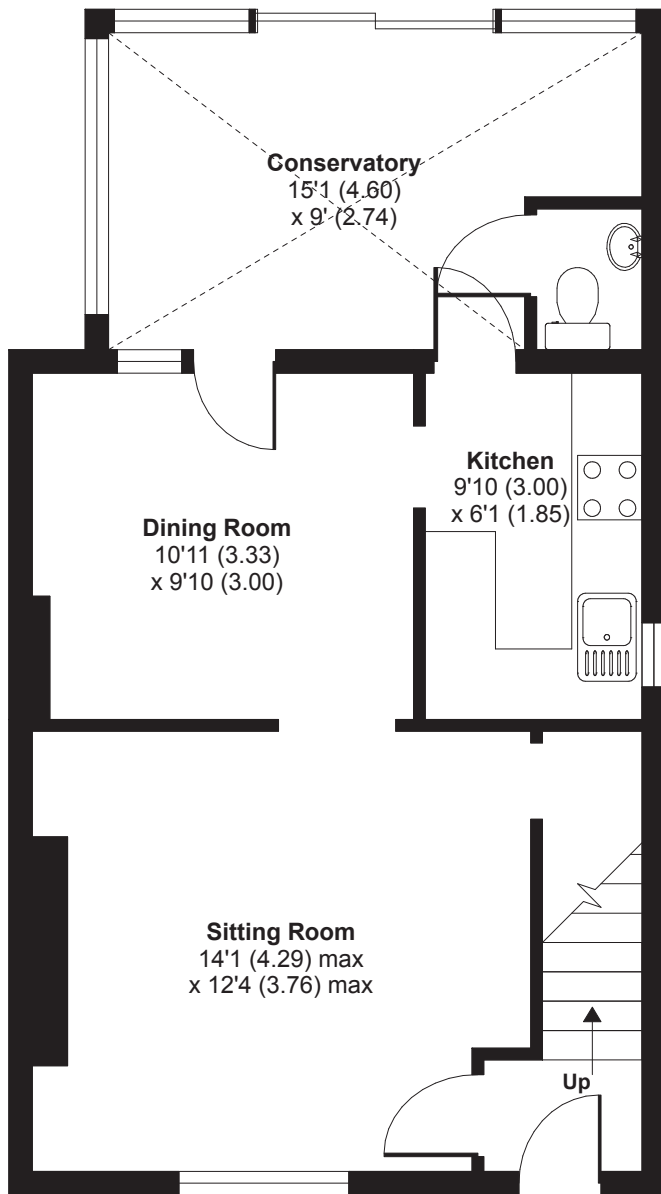 Conservatory
15'1 (4.60)
x 9' (2.74)
Kitchen
9'10 (3.00)
x 6'1 (1.85)
Dining Room
10'11 (3.33)
x 9'10 (3.00)
Sitting Room
14'1 (4.29) max
x 12'4 (3.76) max
Up